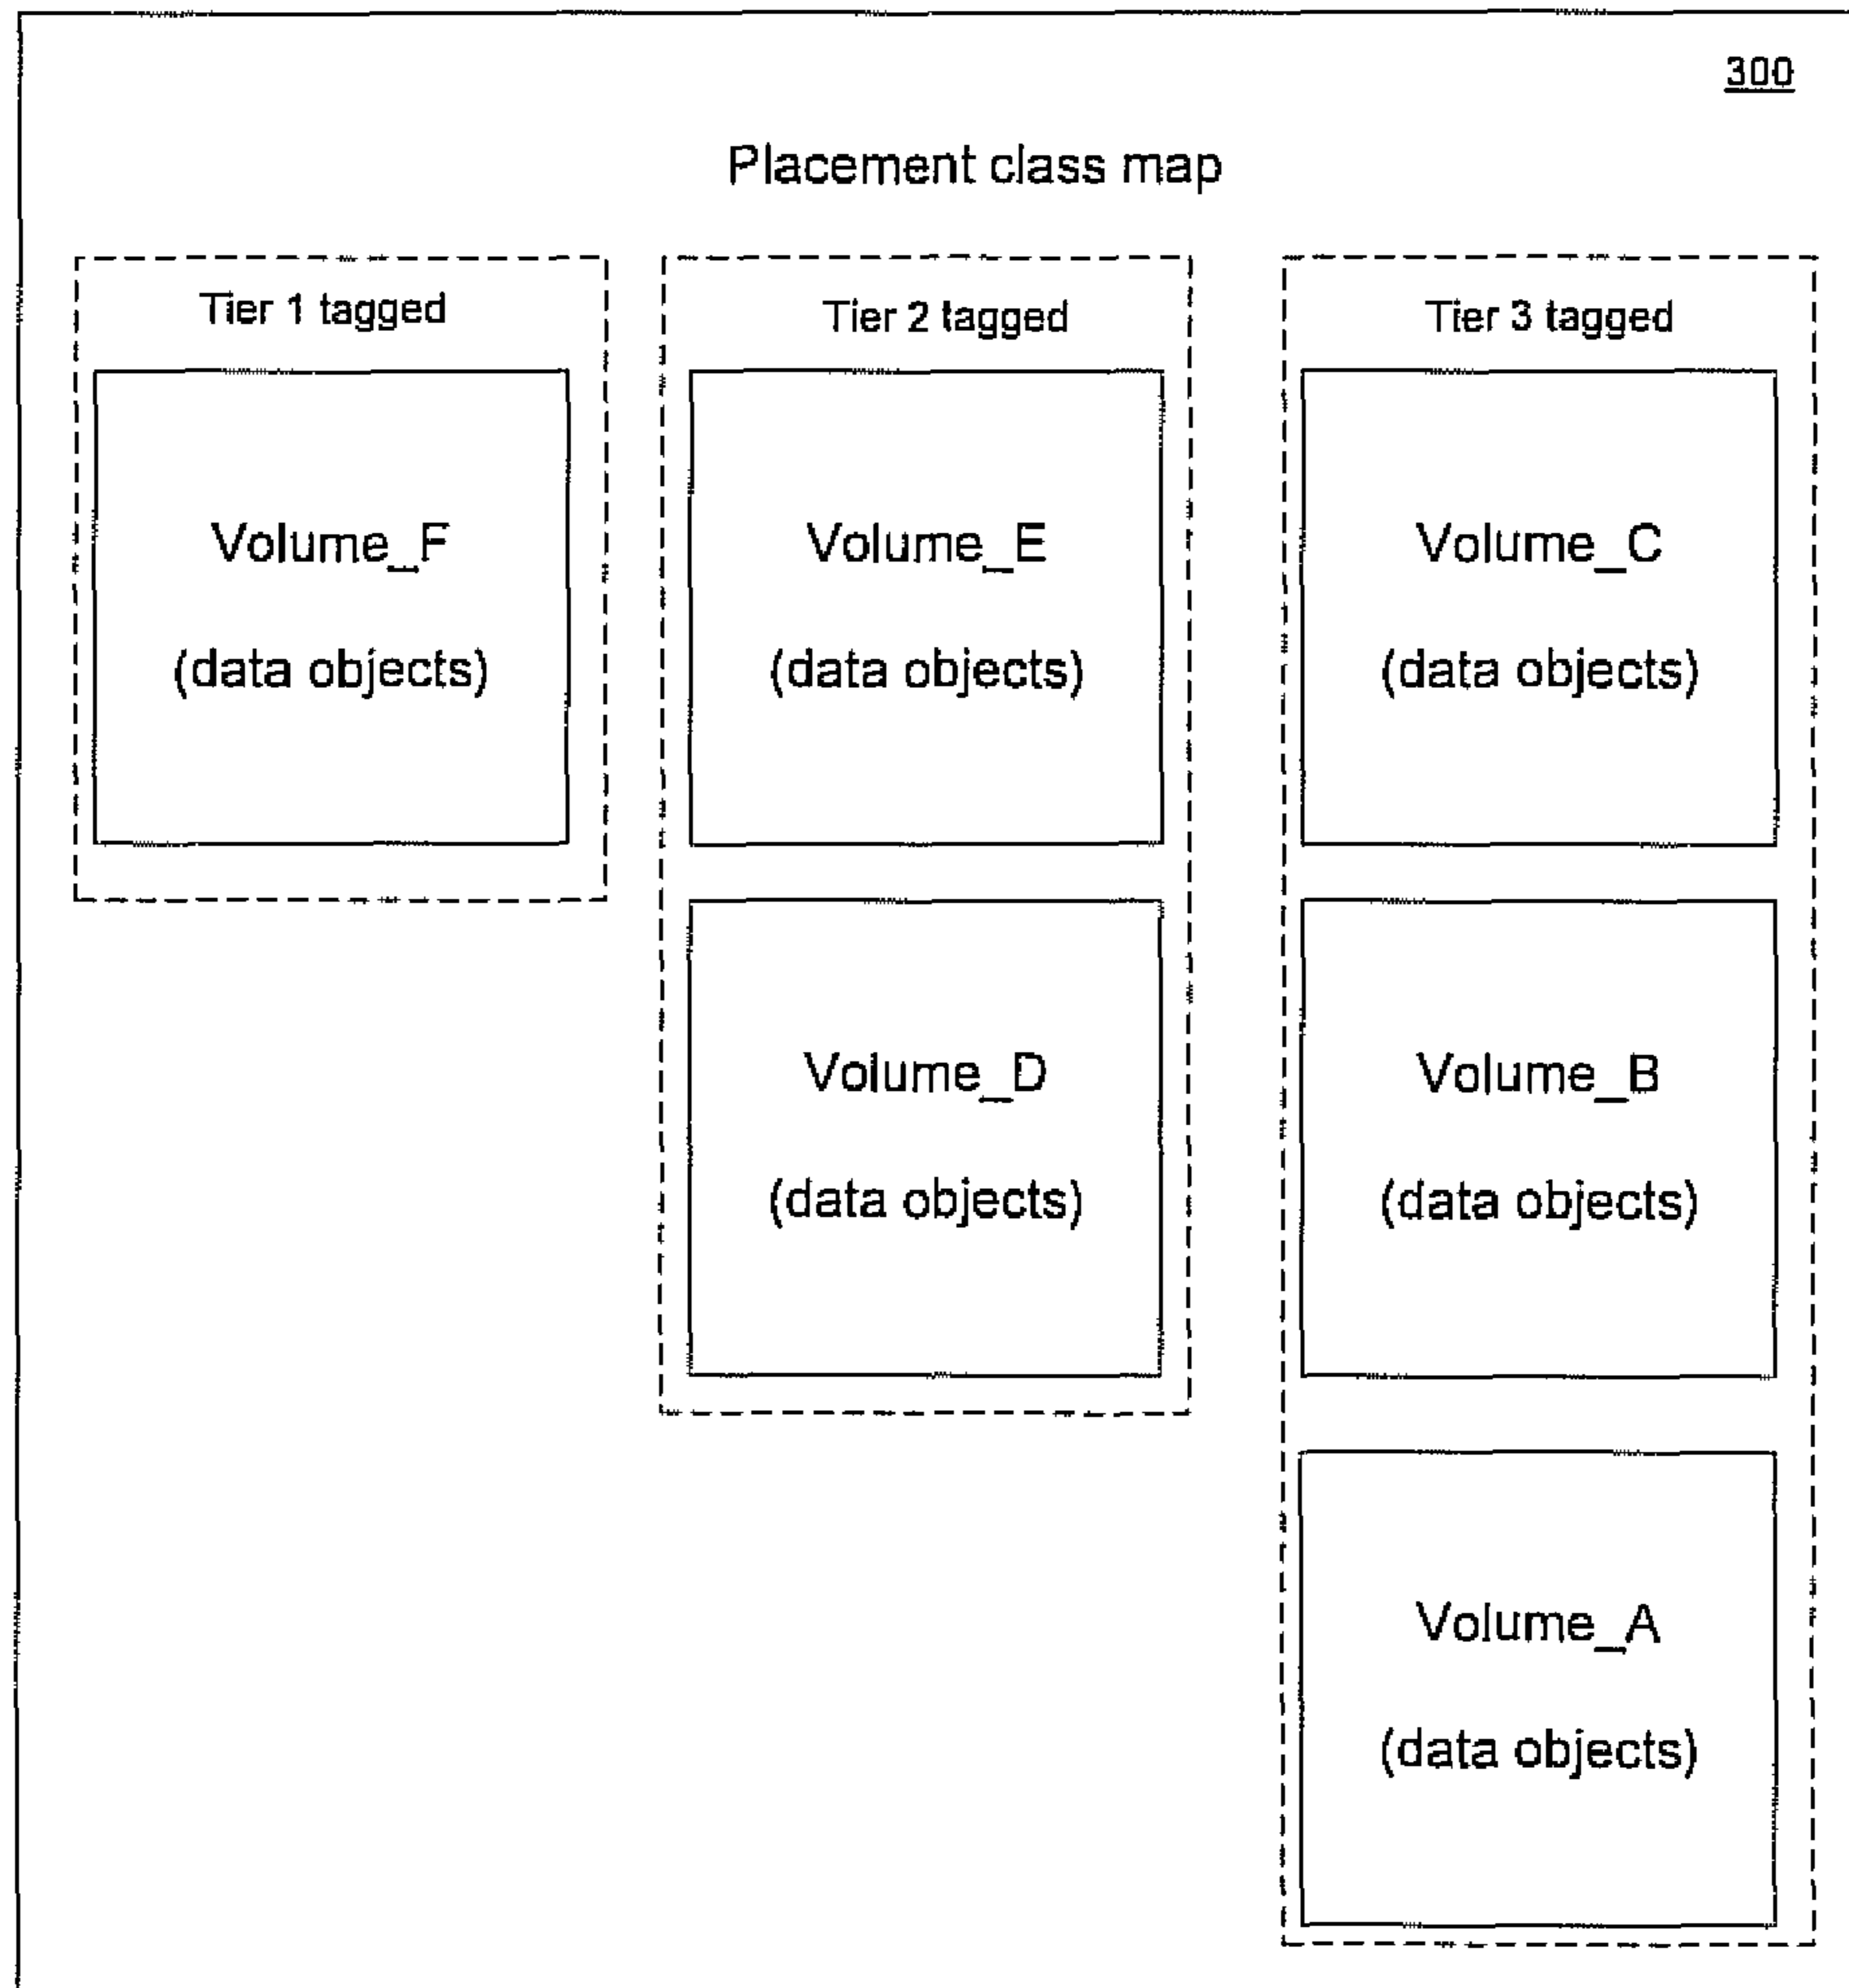 300
Placement class map
Tier 1 tagged
Volume_F
(data objects)
Tier 2 tagged
Volume_E
(data objects)
Volume_D
(data objects)
Tier 3 tagged
Volume_C
(data objects)
Volume_B
(data objects)
Volume_A
(data objects)